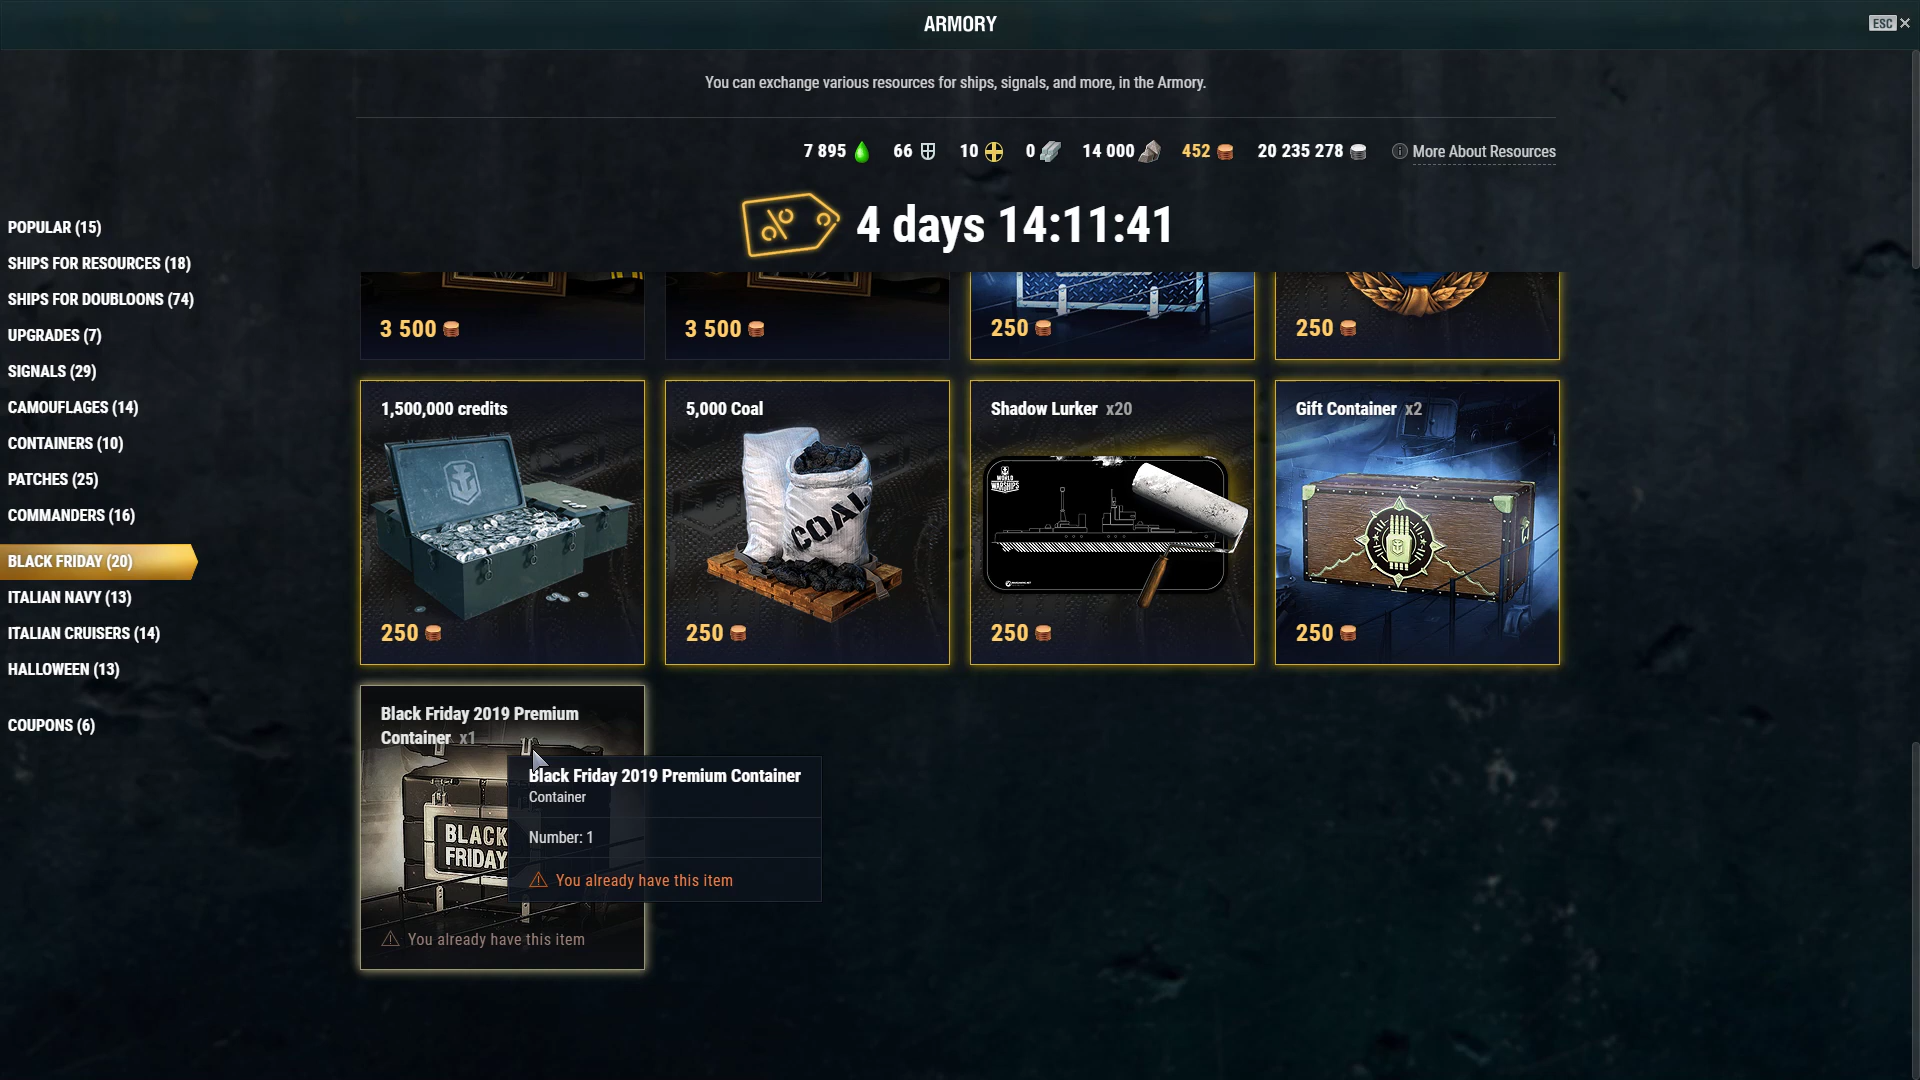 ARMORY
ESC
You can exchange various resources for ships, signals, and more, in the Armory.
7 895 66 10 0 14 000 452 20 235 278 More About Resources
4 days 14:11:41
POPULAR (15)
SHIPS FOR RESOURCES (18)
SHIPS FOR DOUBLOONS (74)
UPGRADES (7)
SIGNALS (29)
CAMOUFLAGES (14)
CONTAINERS (10)
PATCHES (25)
COMMANDERS (16)
BLACK FRIDAY (20)
ITALIAN NAVY (13)
ITALIAN CRUISERS (14)
HALLOWEEN (13)
COUPONS (6)
3 500 3 500 250 250
1,500,000 credits
250
5,000 Coal
COAL
250
Shadow Lurker x20
WORLD
WARSHIPS
250
Gift Container x2
250
Black Friday 2019 Premium
Container x1
BLACK
FRIDAY
You already have this item
Black Friday 2019 Premium Container
Container
Number: 1
You already have this item